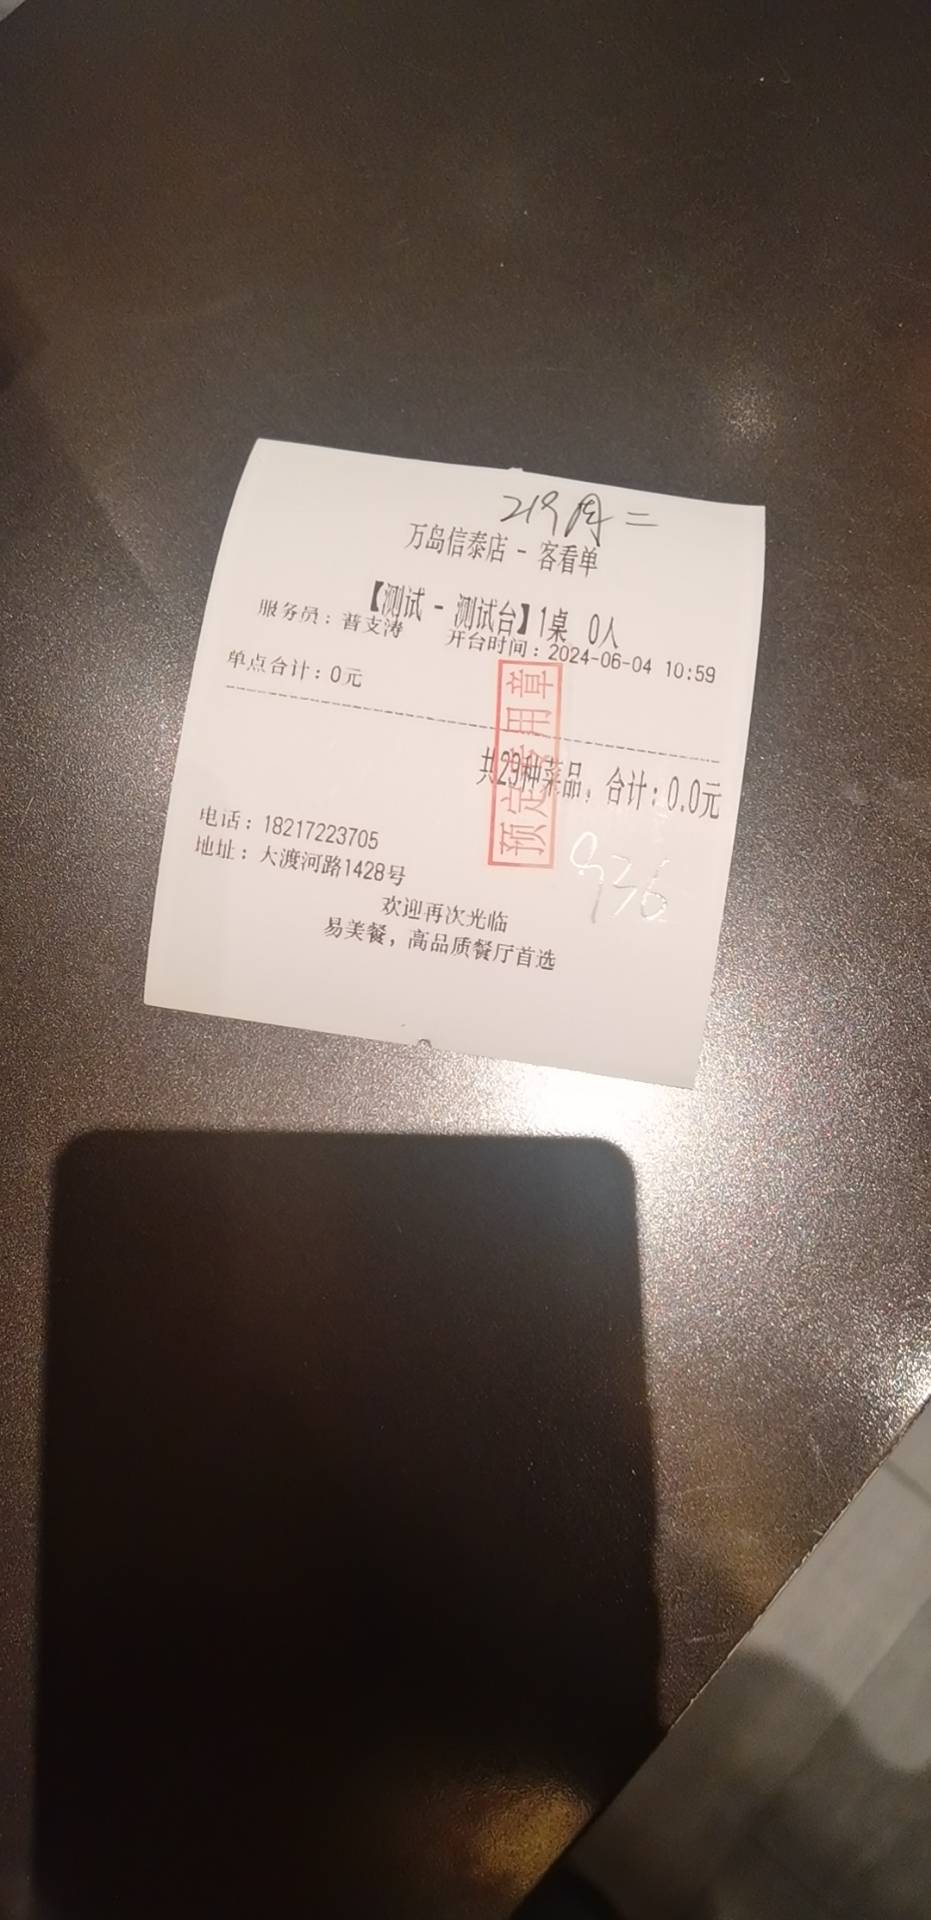 219周二
万岛信泰店 - 客看单
【测试 - 测试台】1桌 0人
服务员：普支涛 开台时间：2024-06-04 10:59
单点合计：0元
预定专用章
共29种菜品，合计：0.0元
电话：18217223705
地址：大渡河路1428号
936
欢迎再次光临
易美餐，高品质餐厅首选